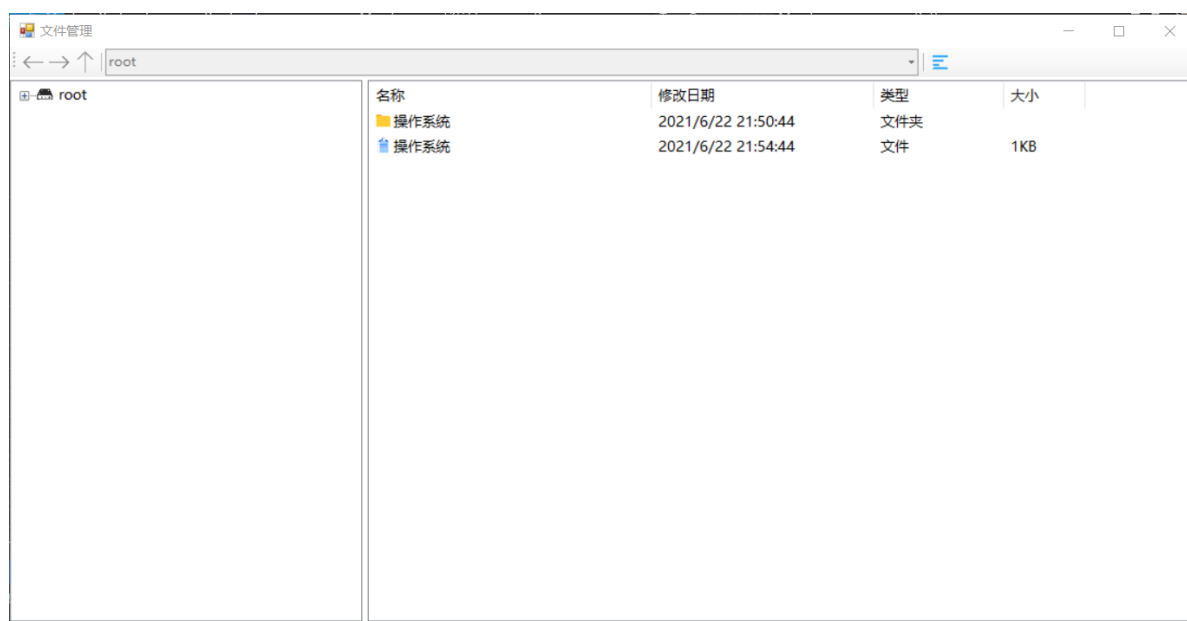 文件管理
root
root
名称 修改日期 类型 大小
操作系统 2021/6/22 21:50:44 文件夹
操作系统 2021/6/22 21:54:44 文件 1KB